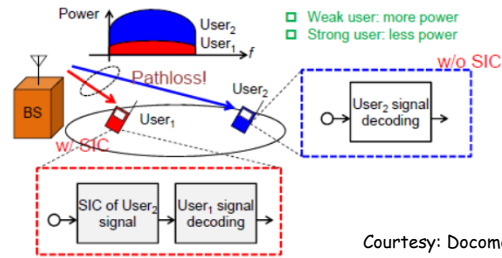 Power
User2
User1
f
Weak user: more power
Strong user: less power
w/o SIC
Pathloss!
BS
User1
User2
w/ SIC
User2 signal
decoding
SIC of User2
signal
User1 signal
decoding
Courtesy: Docom